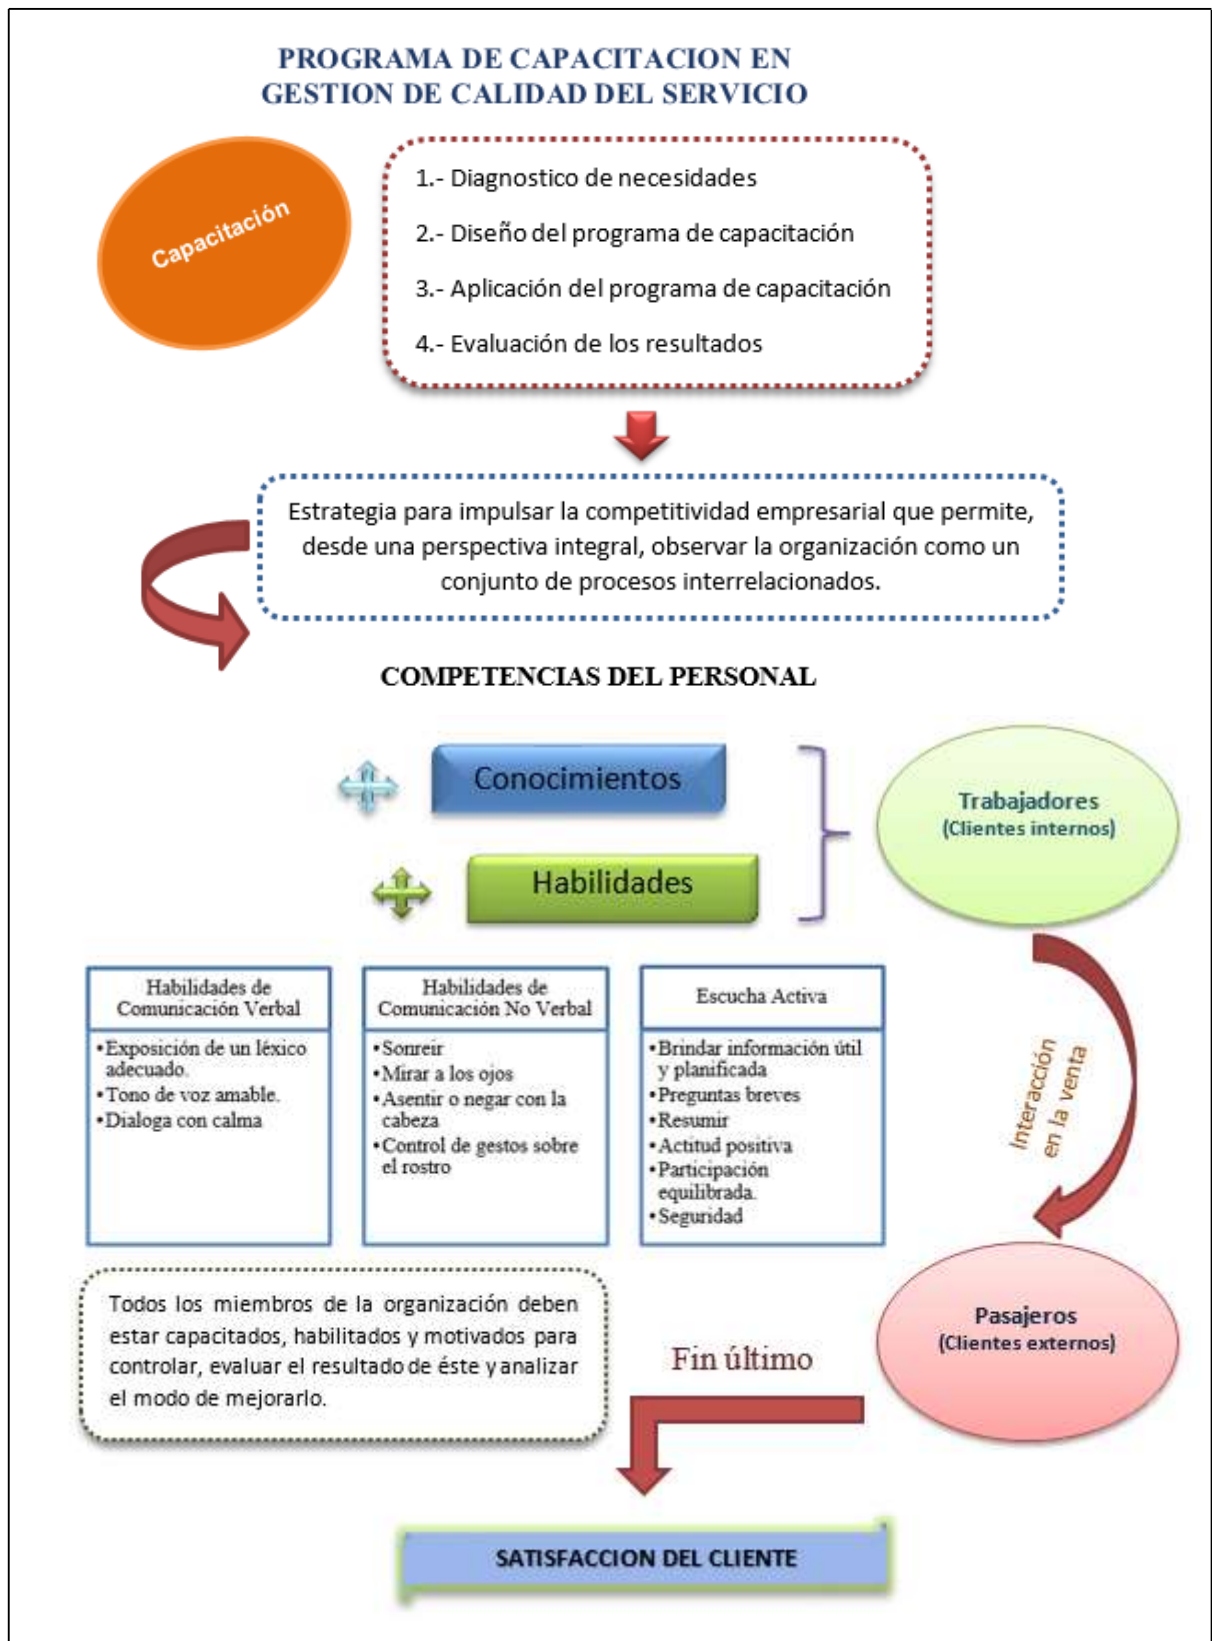 PROGRAMA DE CAPACITACION EN
GESTION DE CALIDAD DEL SERVICIO
Capacitación
1.- Diagnostico de necesidades
2.- Diseño del programa de capacitación
3.- Aplicación del programa de capacitación
4.- Evaluación de los resultados
Estrategia para impulsar la competitividad empresarial que permite,
desde una perspectiva integral, observar la organización como un
conjunto de procesos interrelacionados.
COMPETENCIAS DEL PERSONAL
Conocimientos
Habilidades
Trabajadores
(Clientes internos)
Habilidades de
Comunicación Verbal
•Exposición de un léxico
adecuado.
•Tono de voz amable.
•Dialoga con calma
Habilidades de
Comunicación No Verbal
•Sonreir
•Mirar a los ojos
•Asentir o negar con la
cabeza
•Control de gestos sobre
el rostro
Escucha Activa
•Brindar información útil
y planificada
•Preguntas breves
•Resumir
•Actitud positiva
•Participación
equilibrada.
•Seguridad
Interacción
en la venta
Pasajeros
(Clientes externos)
Todos los miembros de la organización deben
estar capacitados, habilitados y motivados para
controlar, evaluar el resultado de éste y analizar
el modo de mejorarlo.
Fin último
SATISFACCION DEL CLIENTE